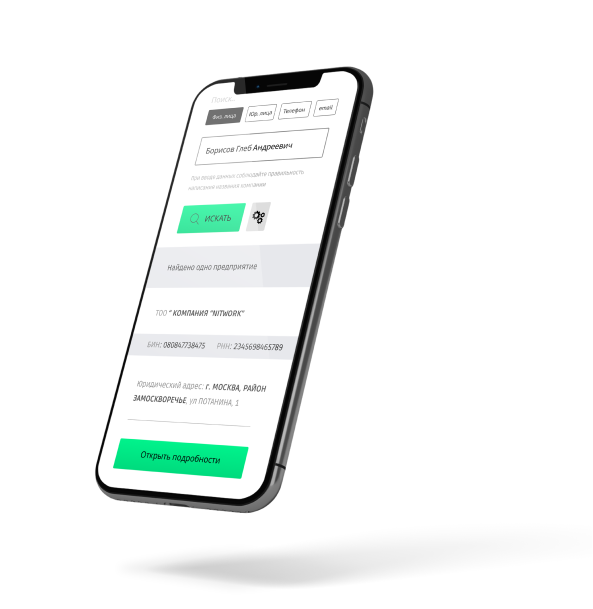 Поиск...
Физ. лица Юр. лица Телефон email
Борисов Глеб Андреевич
При вводе данных соблюдайте правильность
написания названия компании
ИСКАТЬ
Найдено одно предприятие
ТОО " КОМПАНИЯ "NITWORK"
БИН: 080847738475 РНН: 2345698465789
Юридический адрес: г. МОСКВА, РАЙОН
ЗАМОСКВОРЕЧЬЕ, ул ПОТАНИНА, 1
Открыть подробности